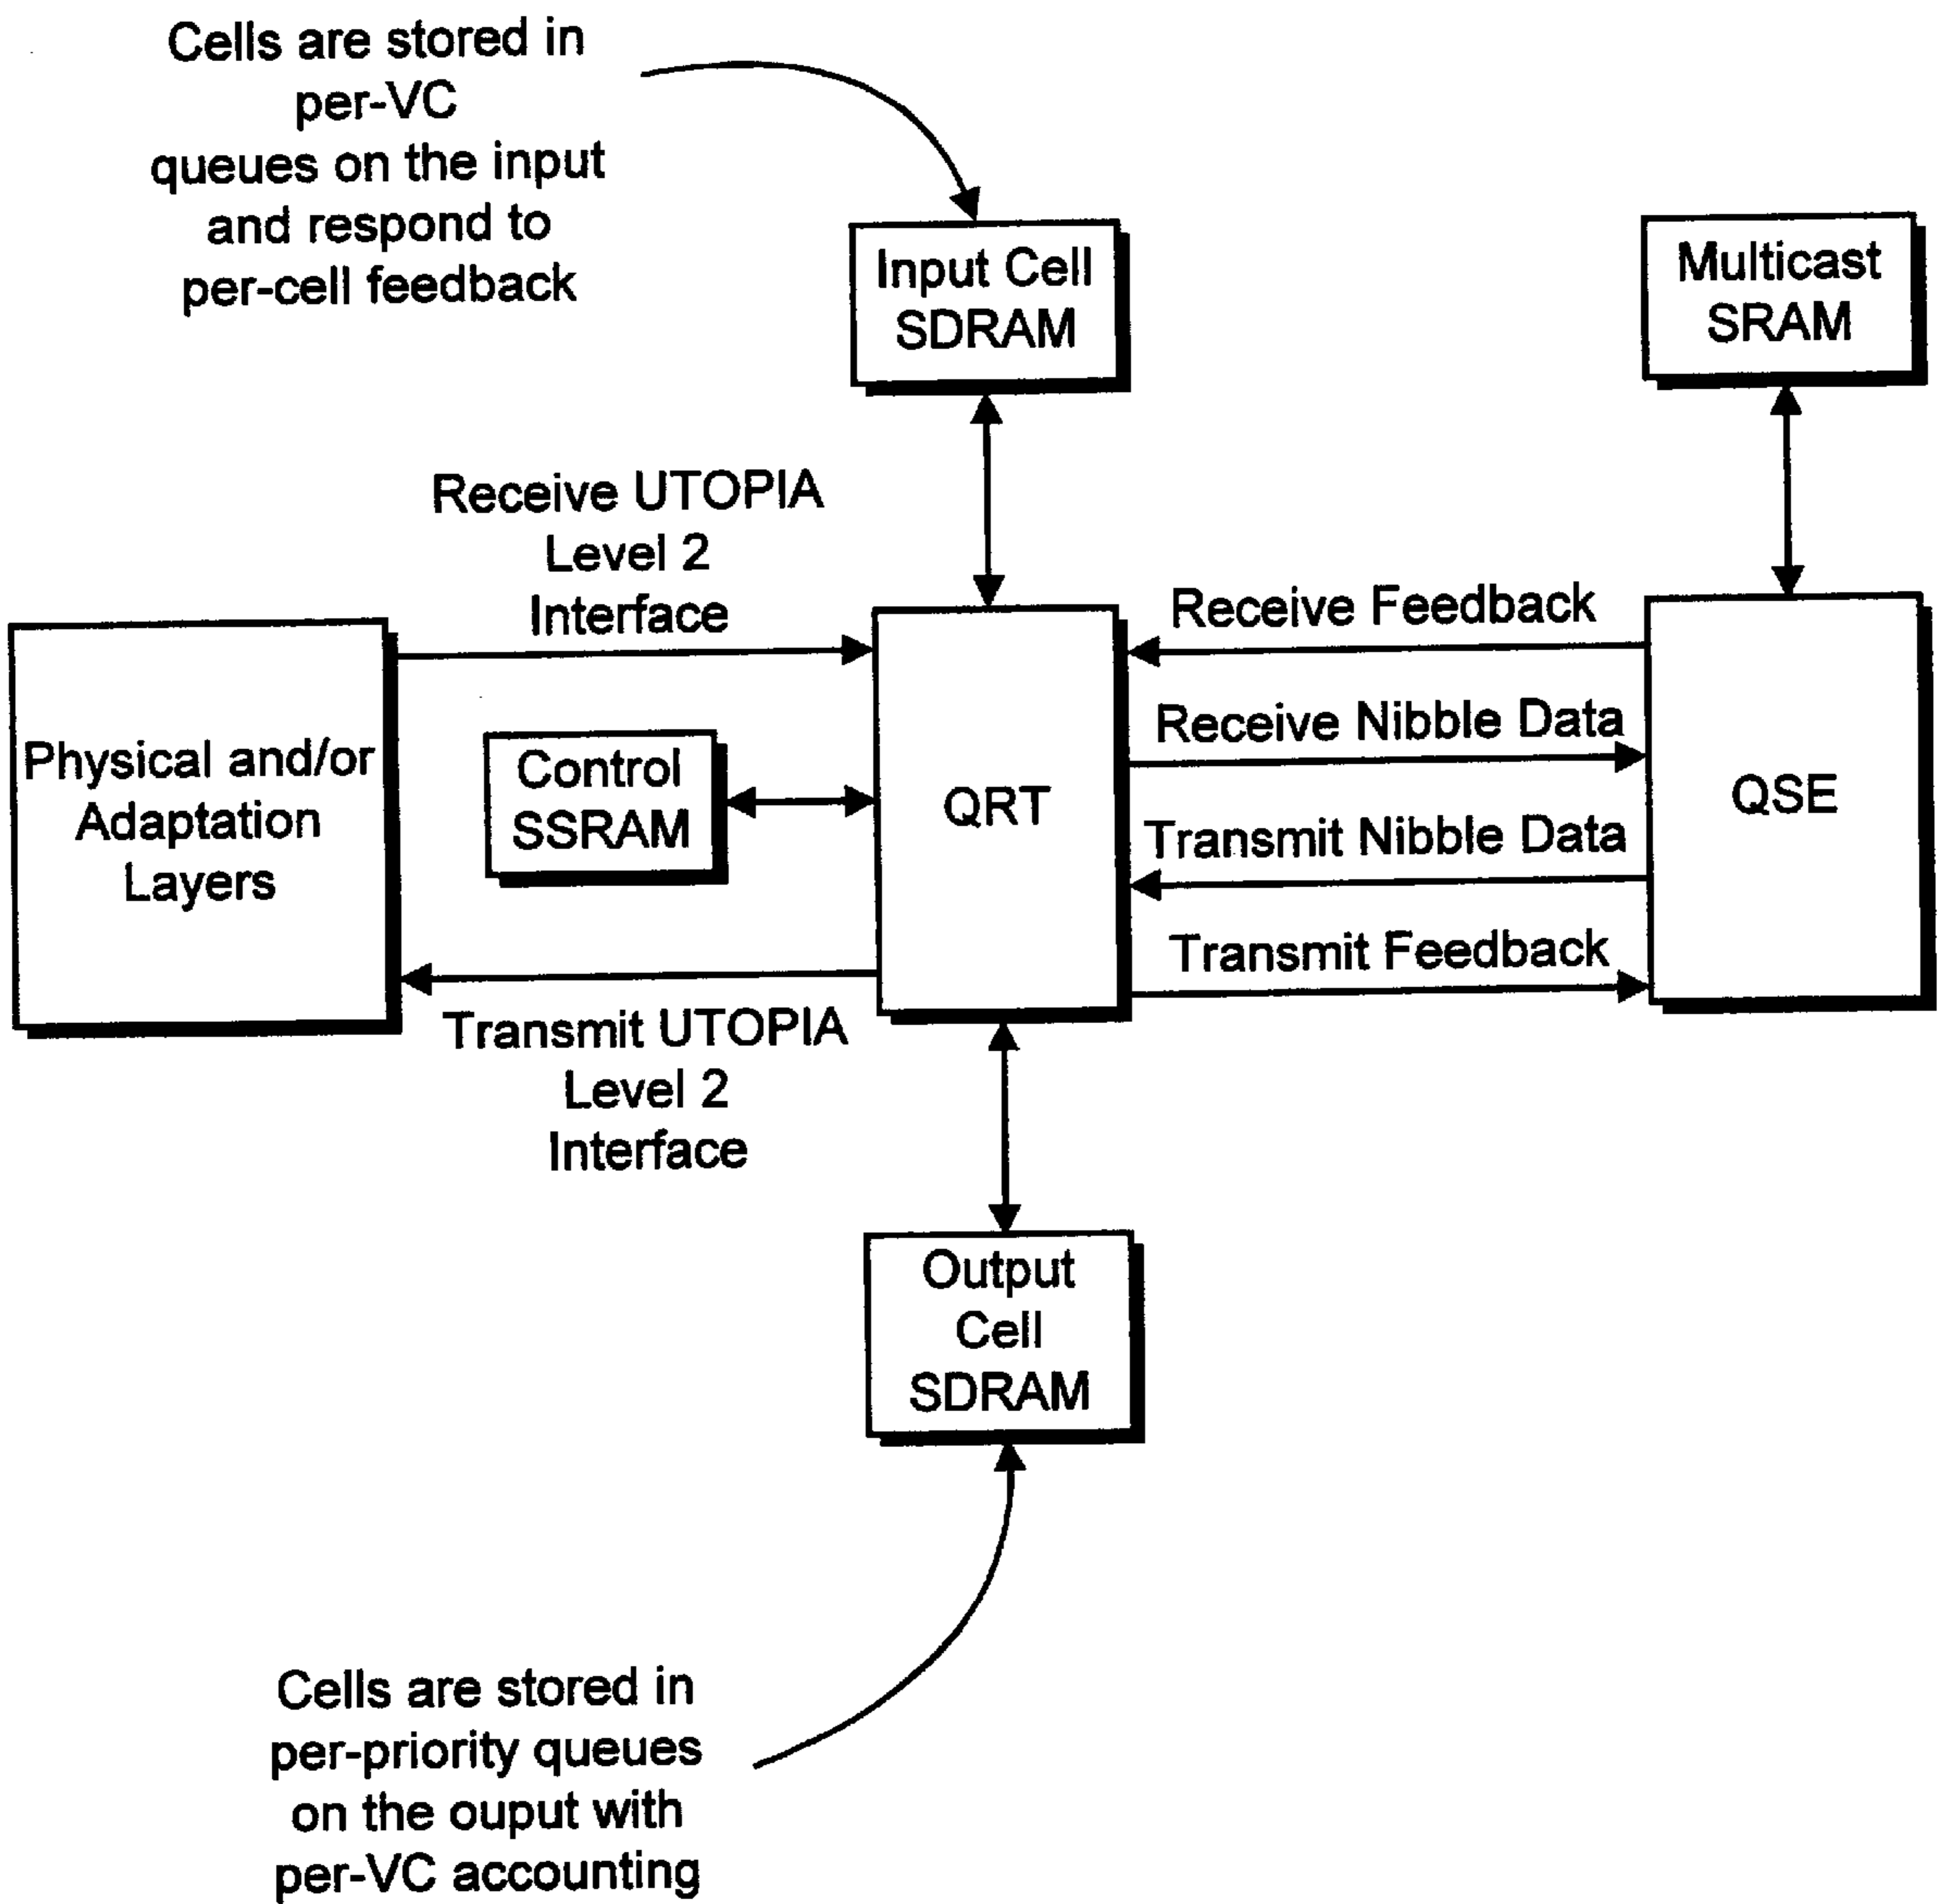 Cells are stored in
per-VC
queues on the input
and respond to
per-cell feedback
Input Cell
SDRAM
Multicast
SRAM
Receive UTOPIA
Level 2
Interface
Receive Feedback
Physical and/or
Adaptation
Layers
Control
SSRAM
QRT
Receive Nibble Data
QSE
Transmit Nibble Data
Transmit Feedback
Transmit UTOPIA
Level 2
Interface
Output
Cell
SDRAM
Cells are stored in
per-priority queues
on the ouput with
per-VC accounting